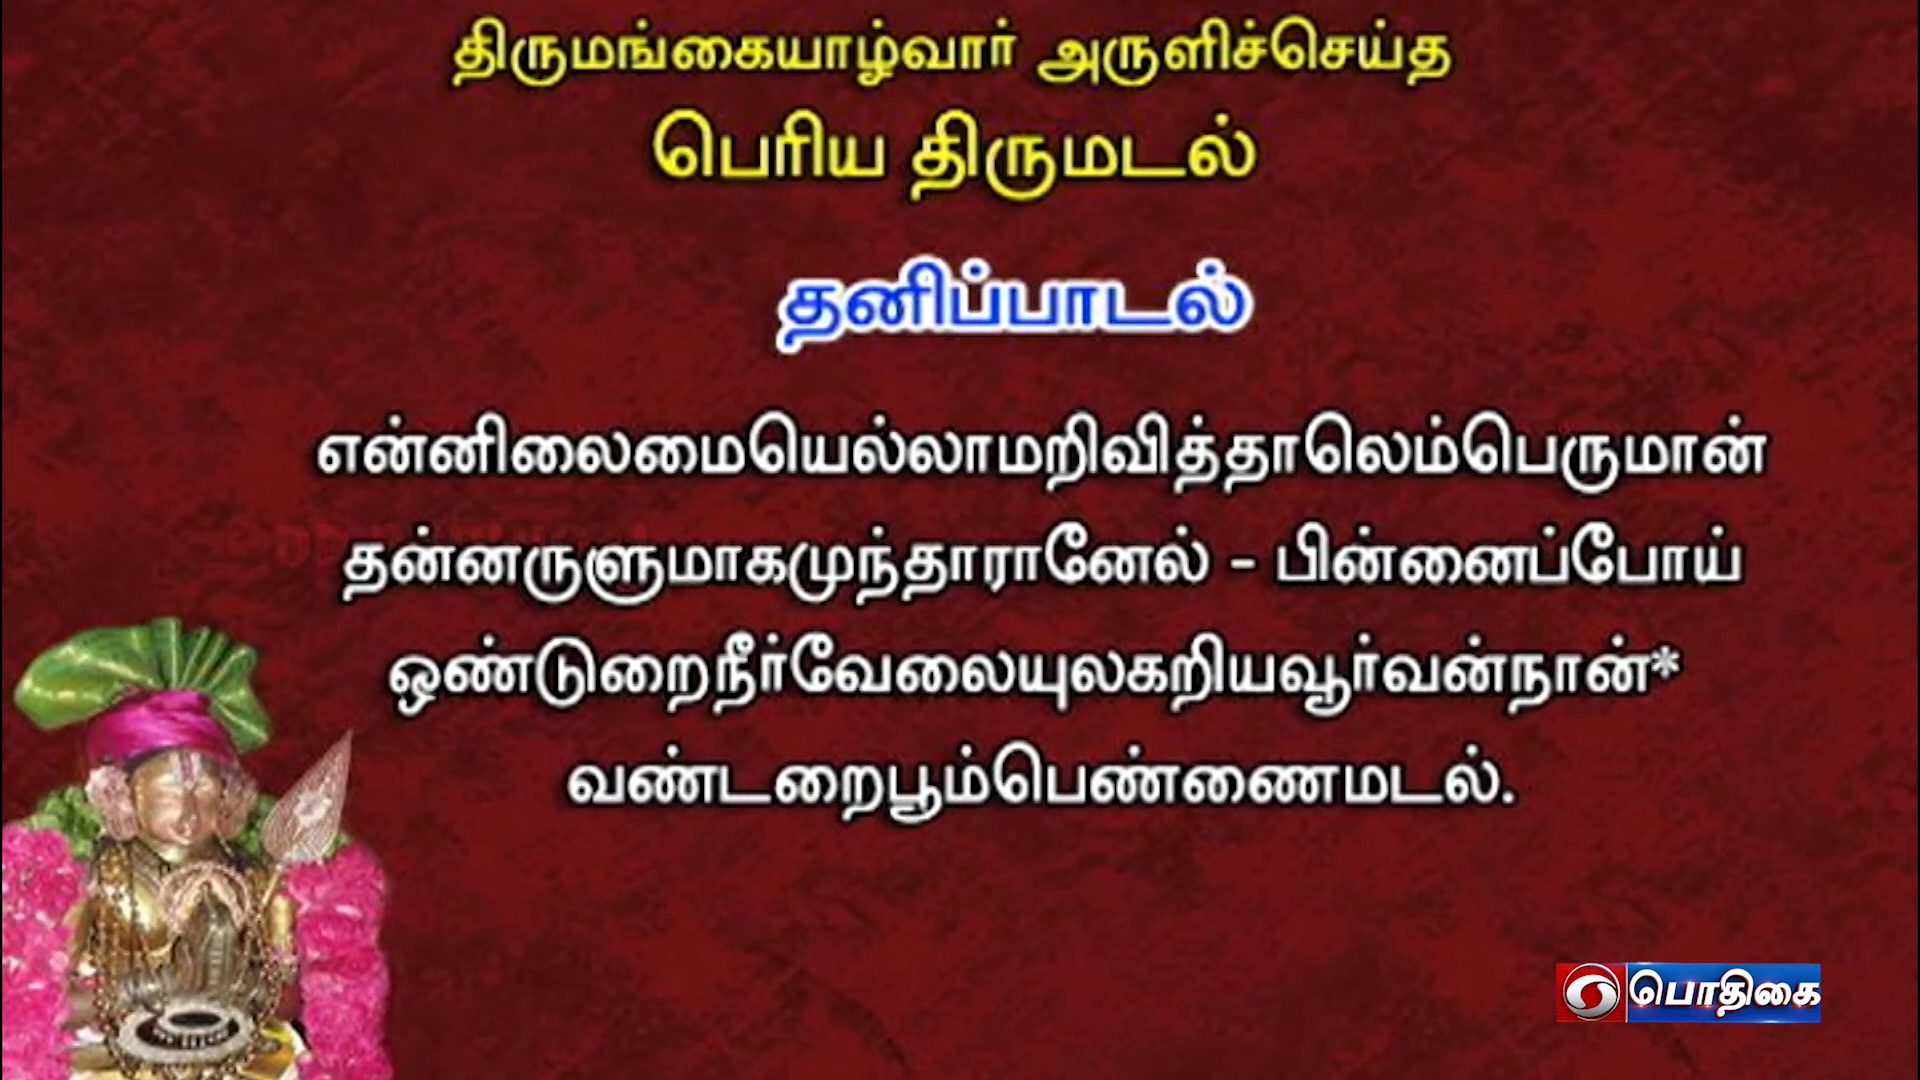 திருமங்கையாழ்வார் அருளிச்செய்த
பெரிய திருமடல்
தனிப்பாடல்
என்னிலைமையெல்லாமறிவித்தாலெம்பெருமான்
தன்னருளுமாகமுந்தாரானேல் - பின்னைப்போய்
ஒண்டுறைநீர்வேலையுலகறியவூர்வன்நான்*
வண்டறைபூம்பெண்ணைமடல்.
பொதிகை